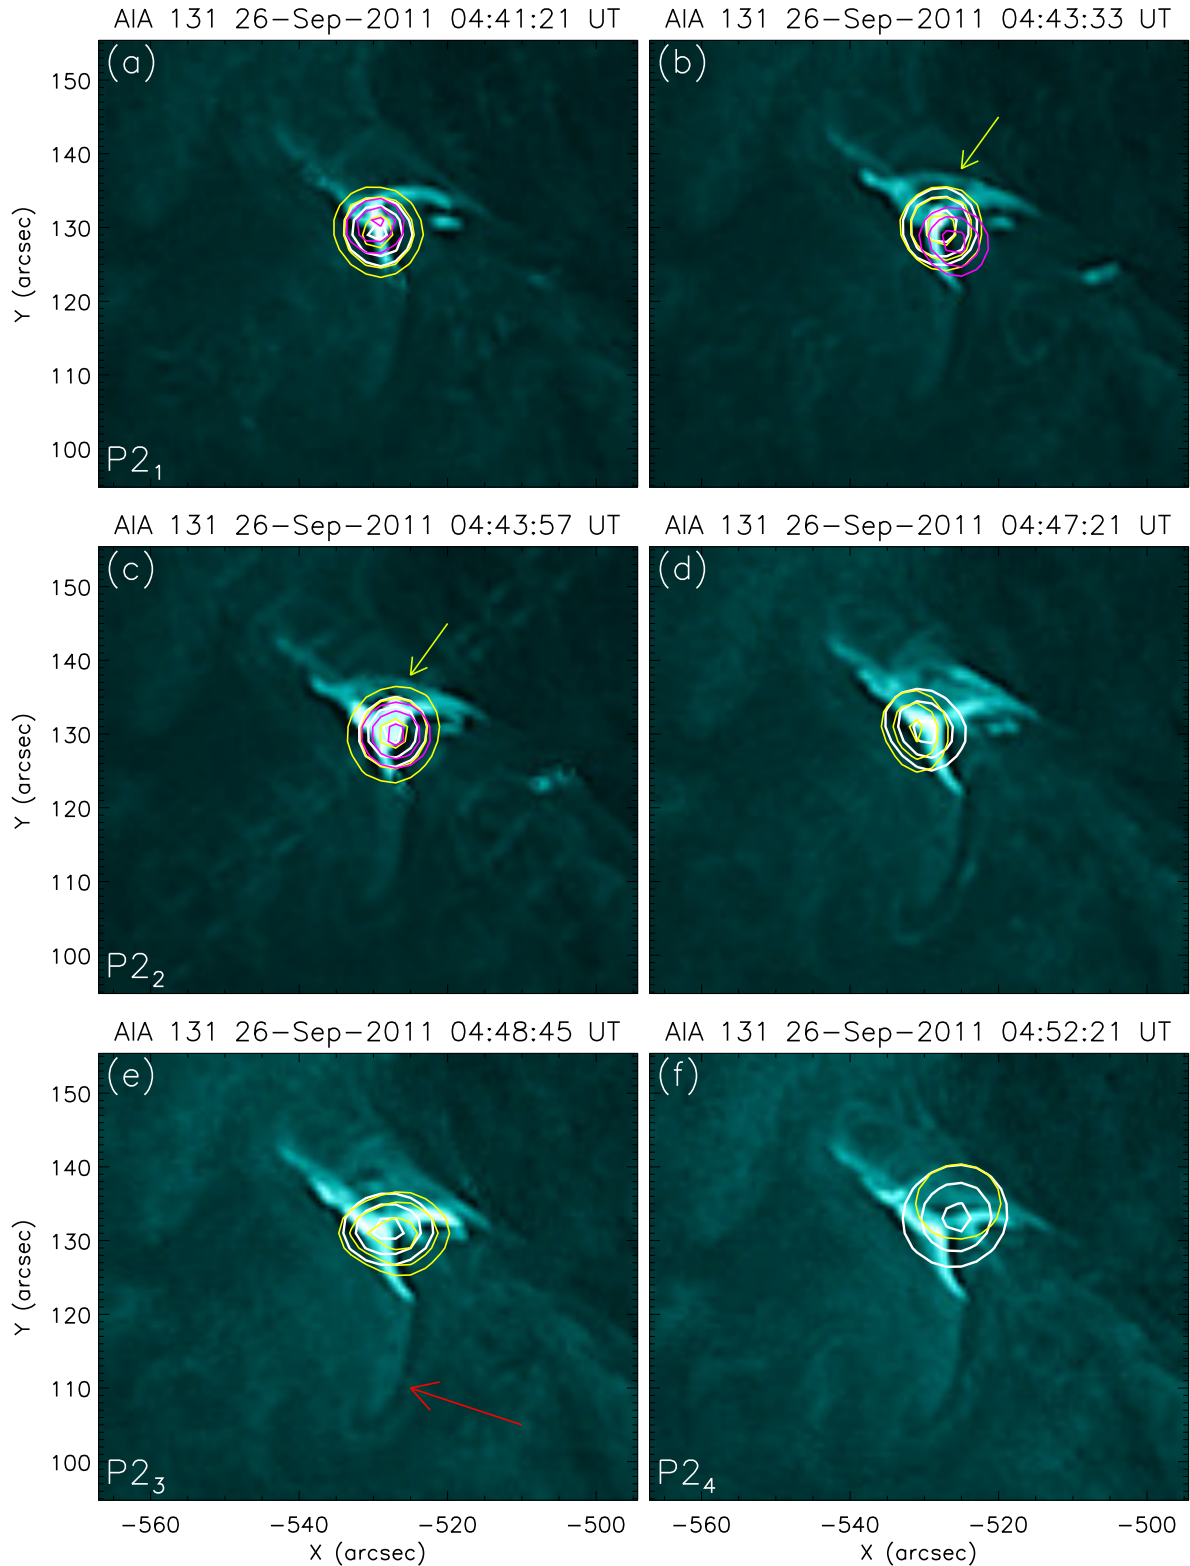 AIA 131 26-Sep-2011 04:41:21 UT
AIA 131 26-Sep-2011 04:43:33 UT
(a)
(b)
150
140
130
120
110
100
Y (arcsec)
P2₁
AIA 131 26-Sep-2011 04:43:57 UT
AIA 131 26-Sep-2011 04:47:21 UT
(c)
(d)
150
140
130
120
110
100
Y (arcsec)
P2₂
AIA 131 26-Sep-2011 04:48:45 UT
AIA 131 26-Sep-2011 04:52:21 UT
(e)
(f)
150
140
130
120
110
100
Y (arcsec)
P2₃
P2₄
-560 -540 -520 -500
-560 -540 -520 -500
X (arcsec)
X (arcsec)